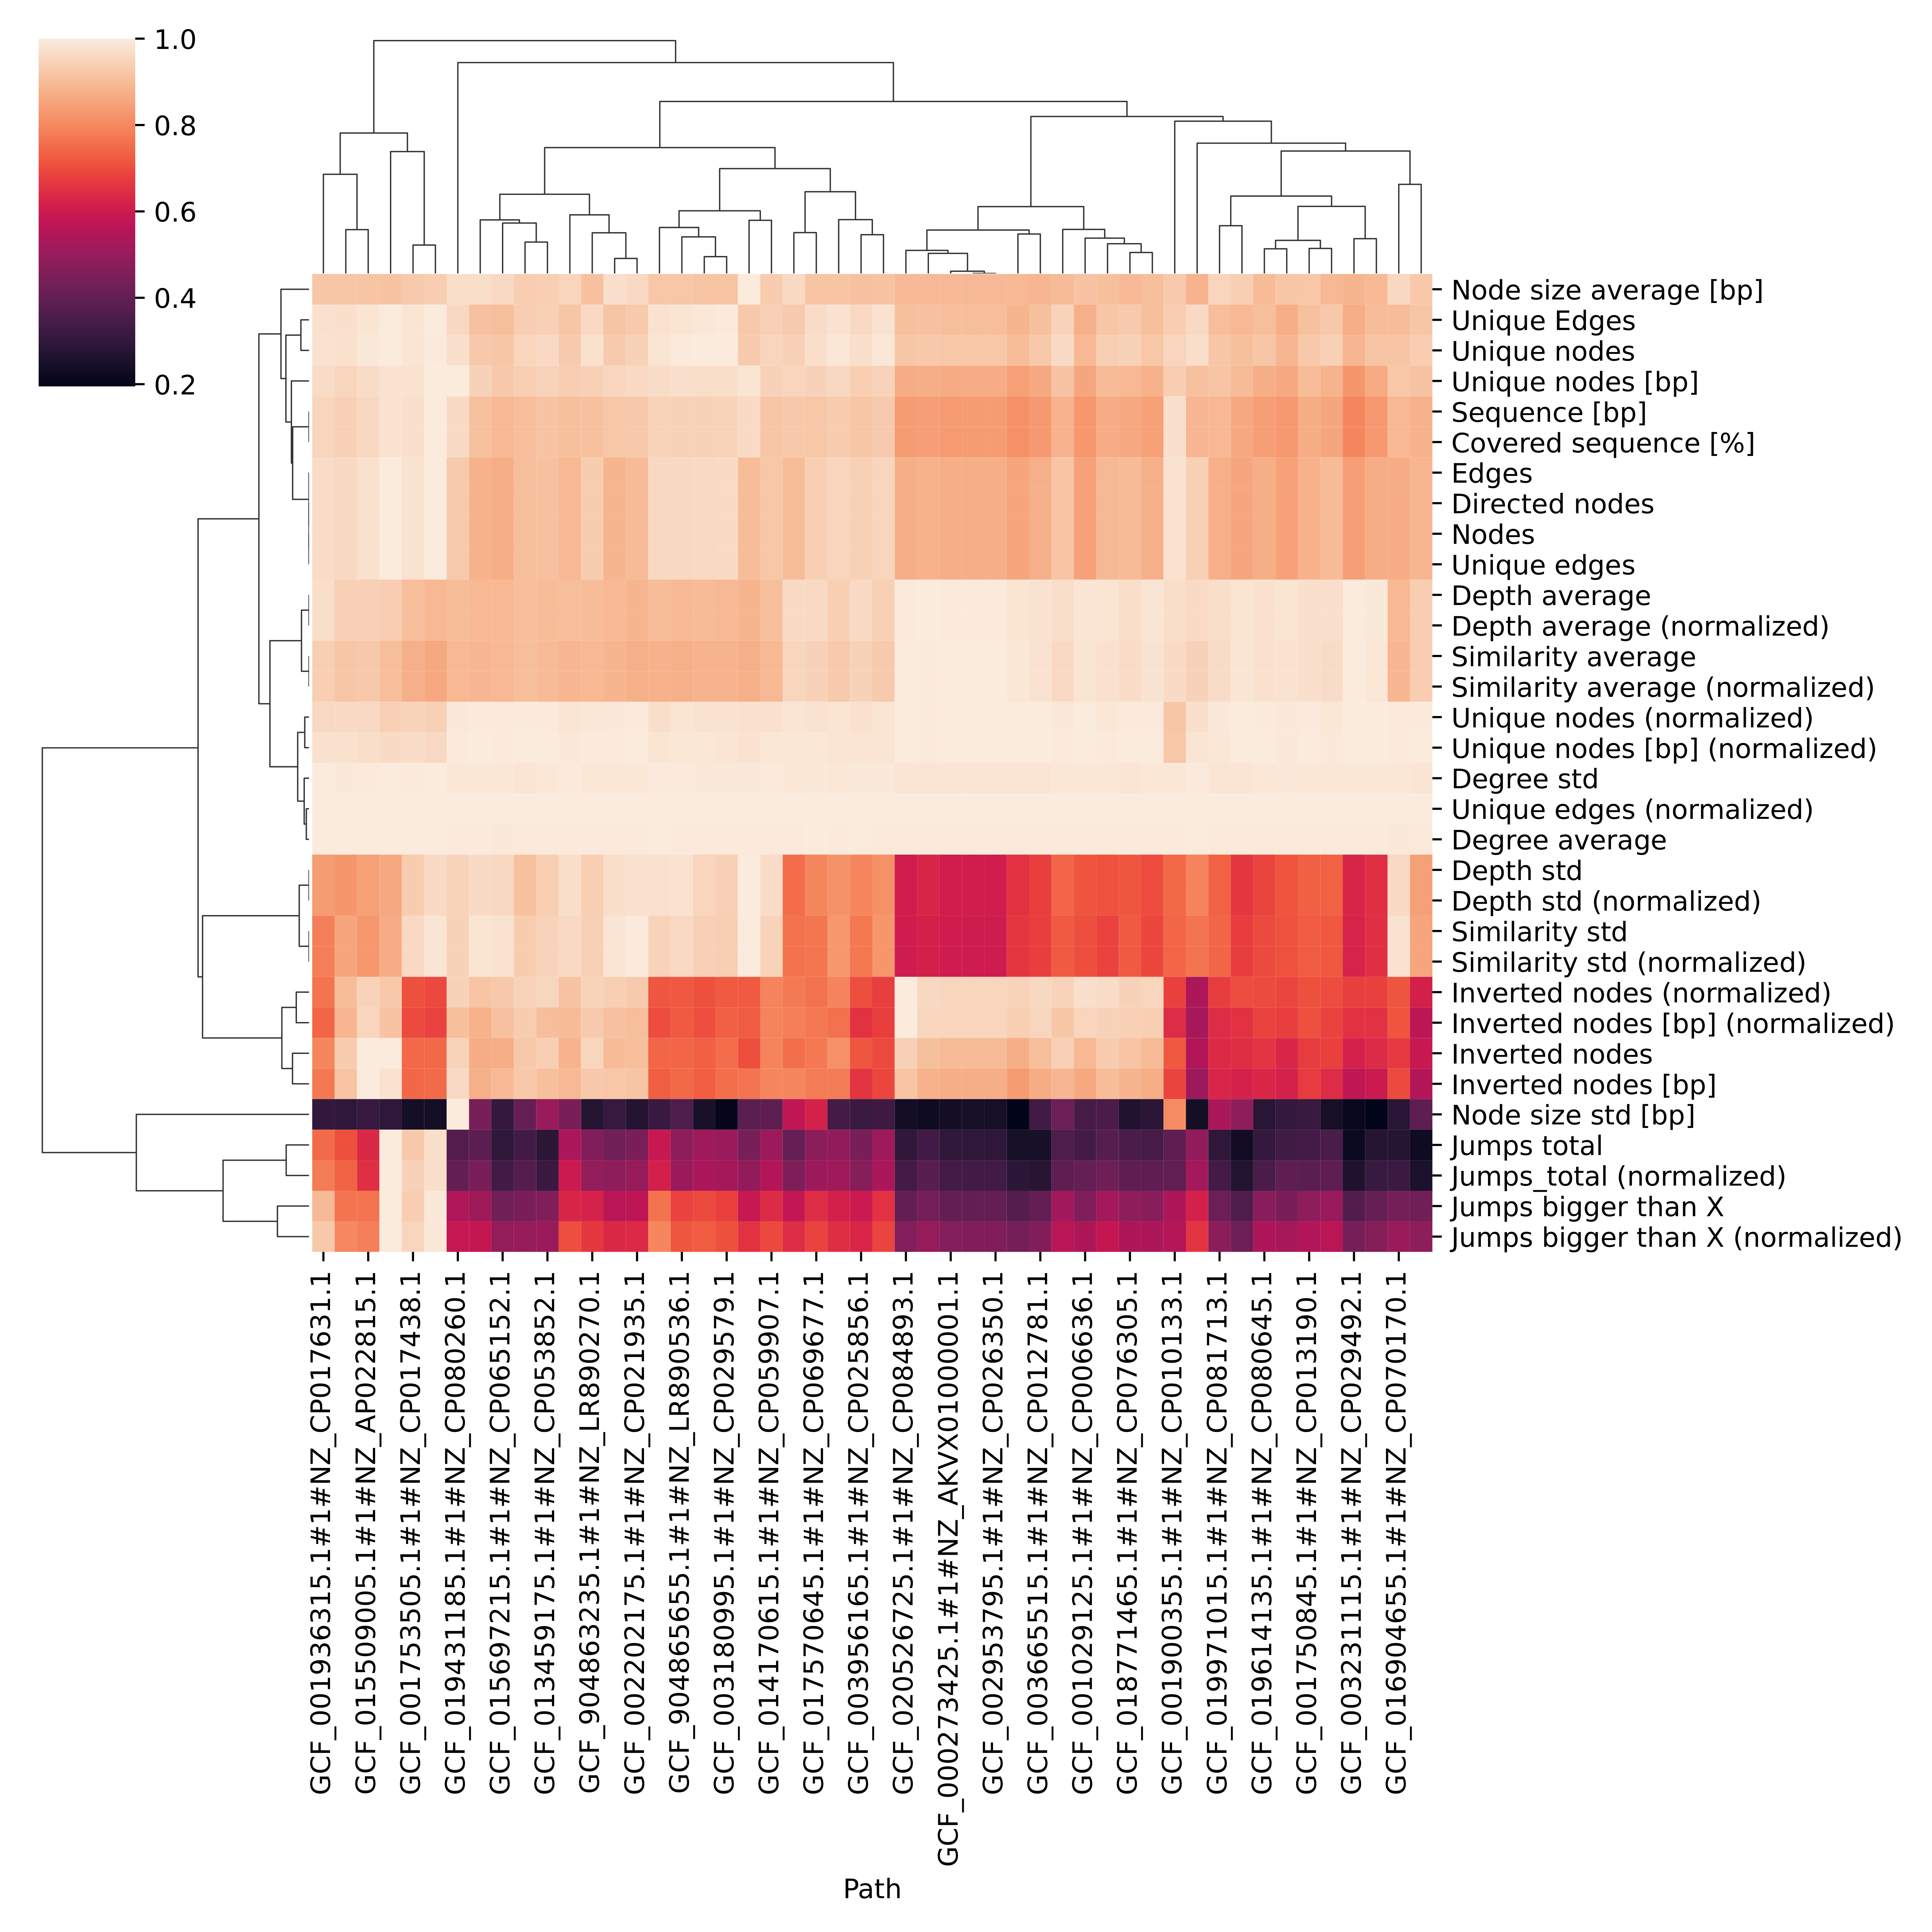 1.0
0.8
0.6
0.4
0.2
Node size average [bp]
Unique Edges
Unique nodes
Unique nodes [bp]
Sequence [bp]
Covered sequence [%]
Edges
Directed nodes
Nodes
Unique edges
Depth average
Depth average (normalized)
Similarity average
Similarity average (normalized)
Unique nodes (normalized)
Unique nodes [bp] (normalized)
Degree std
Unique edges (normalized)
Degree average
Depth std
Depth std (normalized)
Similarity std
Similarity std (normalized)
Inverted nodes (normalized)
Inverted nodes [bp] (normalized)
Inverted nodes
Inverted nodes [bp]
Node size std [bp]
Jumps total
Jumps_total (normalized)
Jumps bigger than X
Jumps bigger than X (normalized)
GCF_001936315.1#1#NZ_CP017631.1
GCF_015509005.1#1#NZ_AP022815.1
GCF_001753505.1#1#NZ_CP017438.1
GCF_019431185.1#1#NZ_CP080260.1
GCF_015697215.1#1#NZ_CP065152.1
GCF_013459175.1#1#NZ_CP053852.1
GCF_904863235.1#1#NZ_LR890270.1
GCF_002202175.1#1#NZ_CP021935.1
GCF_904865655.1#1#NZ_LR890536.1
GCF_003180995.1#1#NZ_CP029579.1
GCF_014170615.1#1#NZ_CP059907.1
GCF_017570645.1#1#NZ_CP069677.1
GCF_003956165.1#1#NZ_CP025856.1
GCF_020526725.1#1#NZ_CP084893.1
GCF_000273425.1#1#NZ_AKVX01000001.1
GCF_002953795.1#1#NZ_CP026350.1
GCF_003665515.1#1#NZ_CP012781.1
GCF_001029125.1#1#NZ_CP006636.1
GCF_018771465.1#1#NZ_CP076305.1
GCF_001900355.1#1#NZ_CP010133.1
GCF_019971015.1#1#NZ_CP081713.1
GCF_019614135.1#1#NZ_CP080645.1
GCF_001750845.1#1#NZ_CP013190.1
GCF_003231115.1#1#NZ_CP029492.1
GCF_016904655.1#1#NZ_CP070170.1
Path